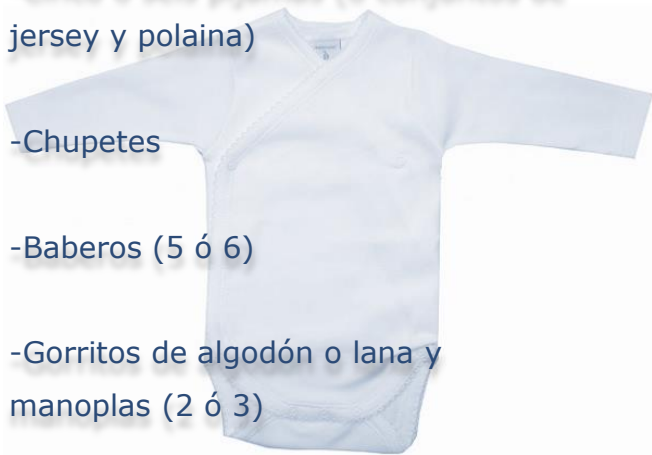 jersey y polaina)
-Chupetes
-Baberos (5 ó 6)
-Gorritos de algodón o lana y
manoplas (2 ó 3)